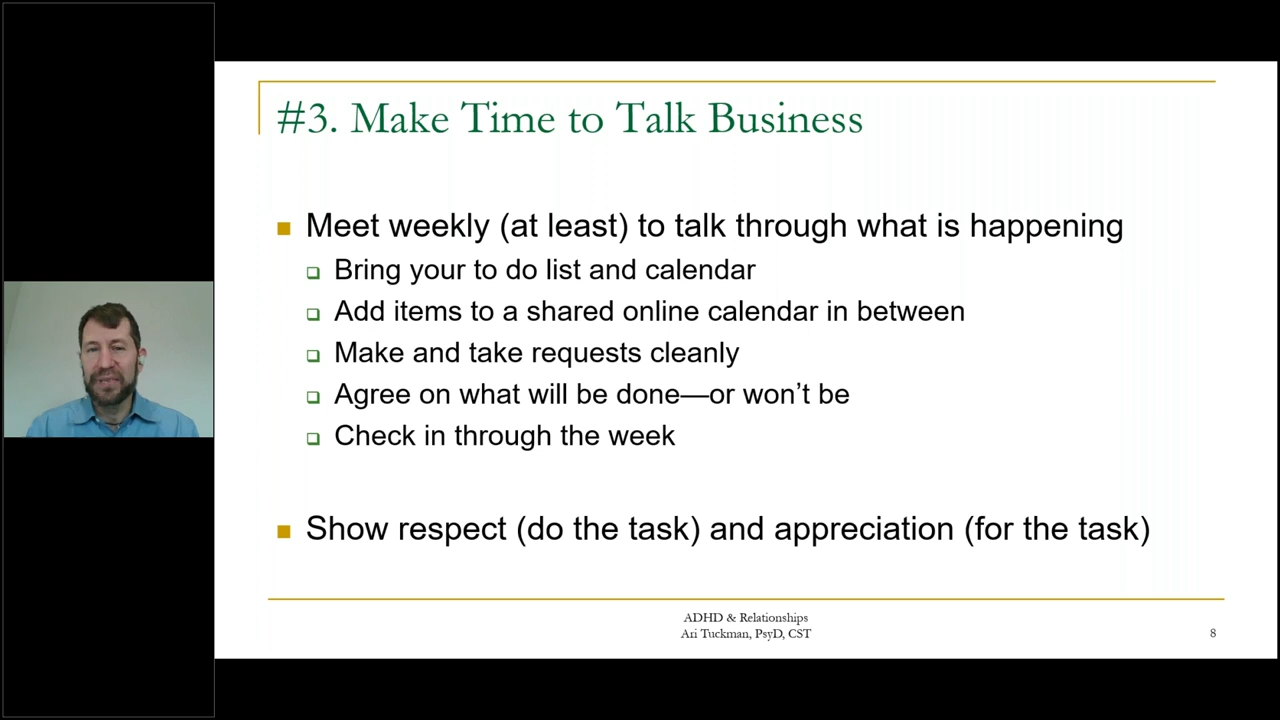 #3. Make Time to Talk Business
Meet weekly (at least) to talk through what is happening
Bring your to do list and calendar
Add items to a shared online calendar in between
Make and take requests cleanly
Agree on what will be done—or won’t be
Check in through the week
Show respect (do the task) and appreciation (for the task)
ADHD & Relationships
Ari Tuckman, PsyD, CST
8